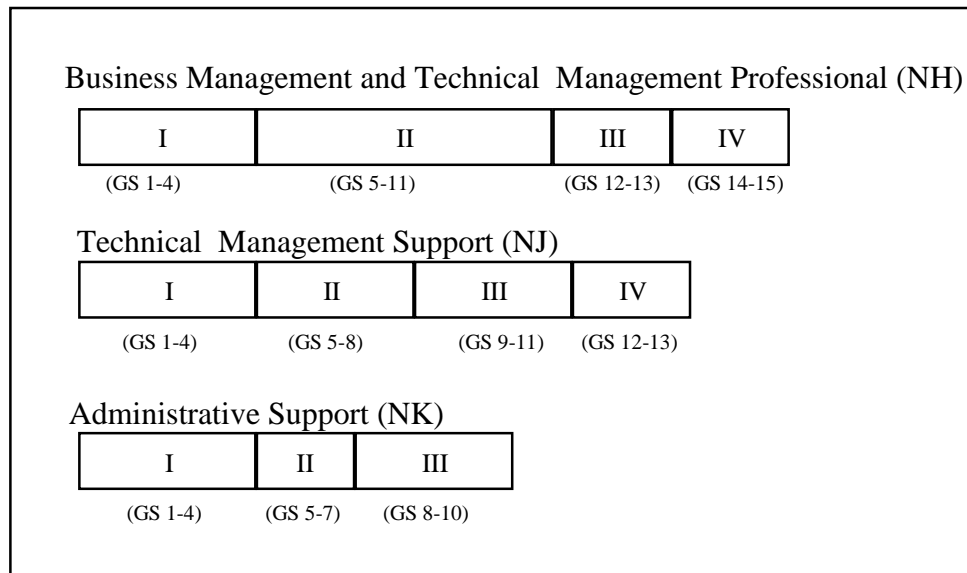 Business Management and Technical Management Professional (NH)
I II III IV
(GS 1-4) (GS 5-11) (GS 12-13) (GS 14-15)
Technical Management Support (NJ)
I II III IV
(GS 1-4) (GS 5-8) (GS 9-11) (GS 12-13)
Administrative Support (NK)
I II III
(GS 1-4) (GS 5-7) (GS 8-10)